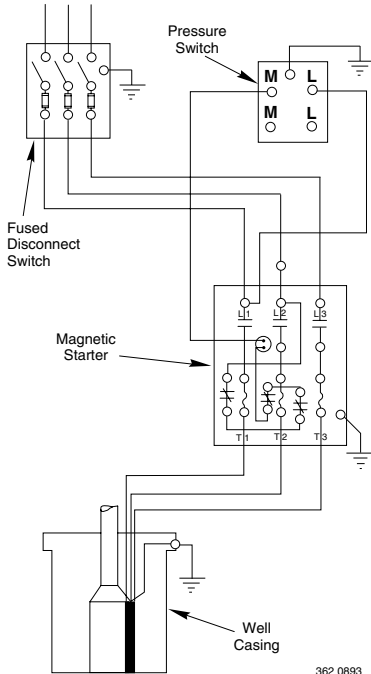 Pressure
Switch
M L
M L
Fused
Disconnect
Switch
L1 L2 L3
Magnetic
Starter
T1 T2 T3
Well
Casing
362 0893